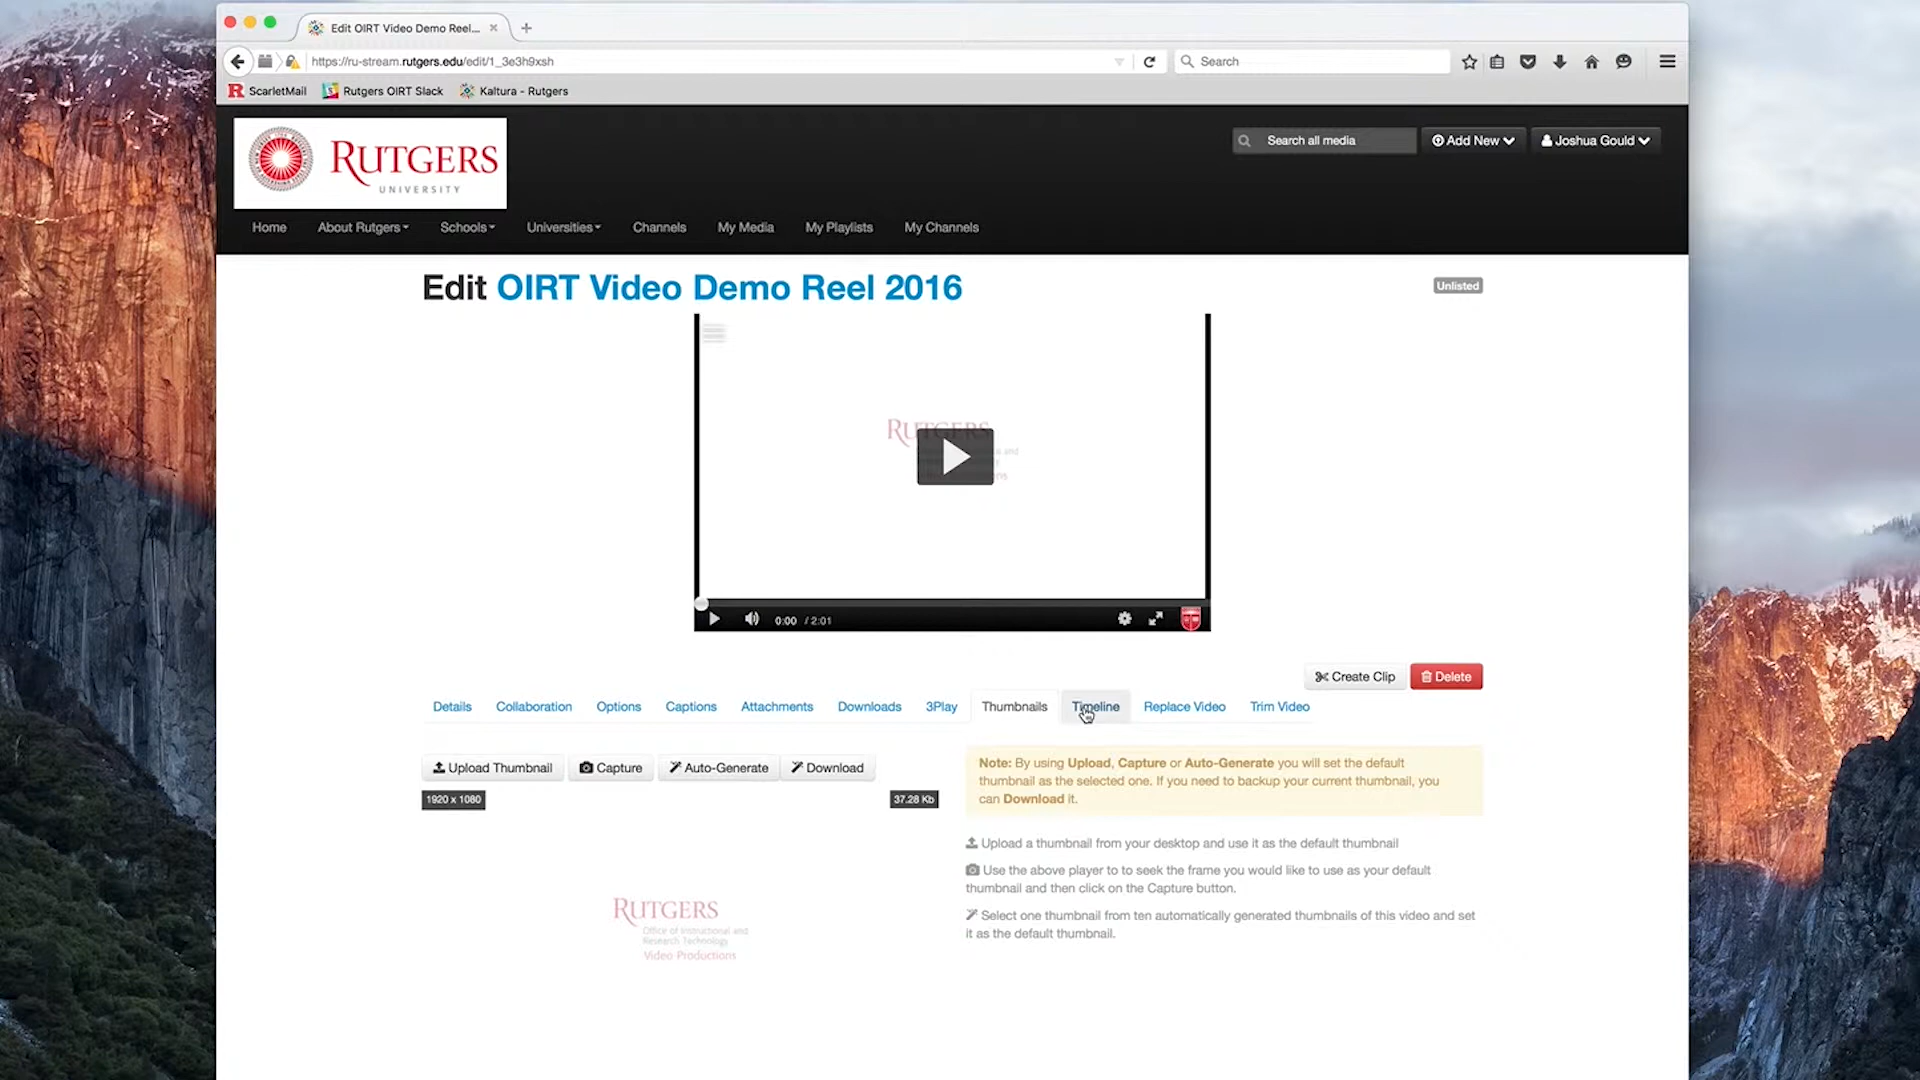 Edit OIRT Video Demo Reel...
https://ru-stream.rutgers.edu/edit/1_3e3h9xsh
Search
ScarletMail Rutgers OIRT Slack Kaltura - Rutgers
RUTGERS
UNIVERSITY
Search all media Add New Joshua Gould
Home About Rutgers Schools Universities Channels My Media My Playlists My Channels
Edit OIRT Video Demo Reel 2016
Unlisted
RUTGERS
0:00 / 2:01
Create Clip Delete
Details Collaboration Options Captions Attachments Downloads 3Play Thumbnails Timeline Replace Video Trim Video
Upload Thumbnail Capture Auto-Generate Download
1920 x 1080 37.28 Kb
Note: By using Upload, Capture or Auto-Generate you will set the default
thumbnail as the selected one. If you need to backup your current thumbnail, you
can Download it.
Upload a thumbnail from your desktop and use it as the default thumbnail
Use the above player to to seek the frame you would like to use as your default
thumbnail and then click on the Capture button.
Select one thumbnail from ten automatically generated thumbnails of this video and set
it as the default thumbnail.
RUTGERS
Office of Instructional and
Research Technology
Video Productions